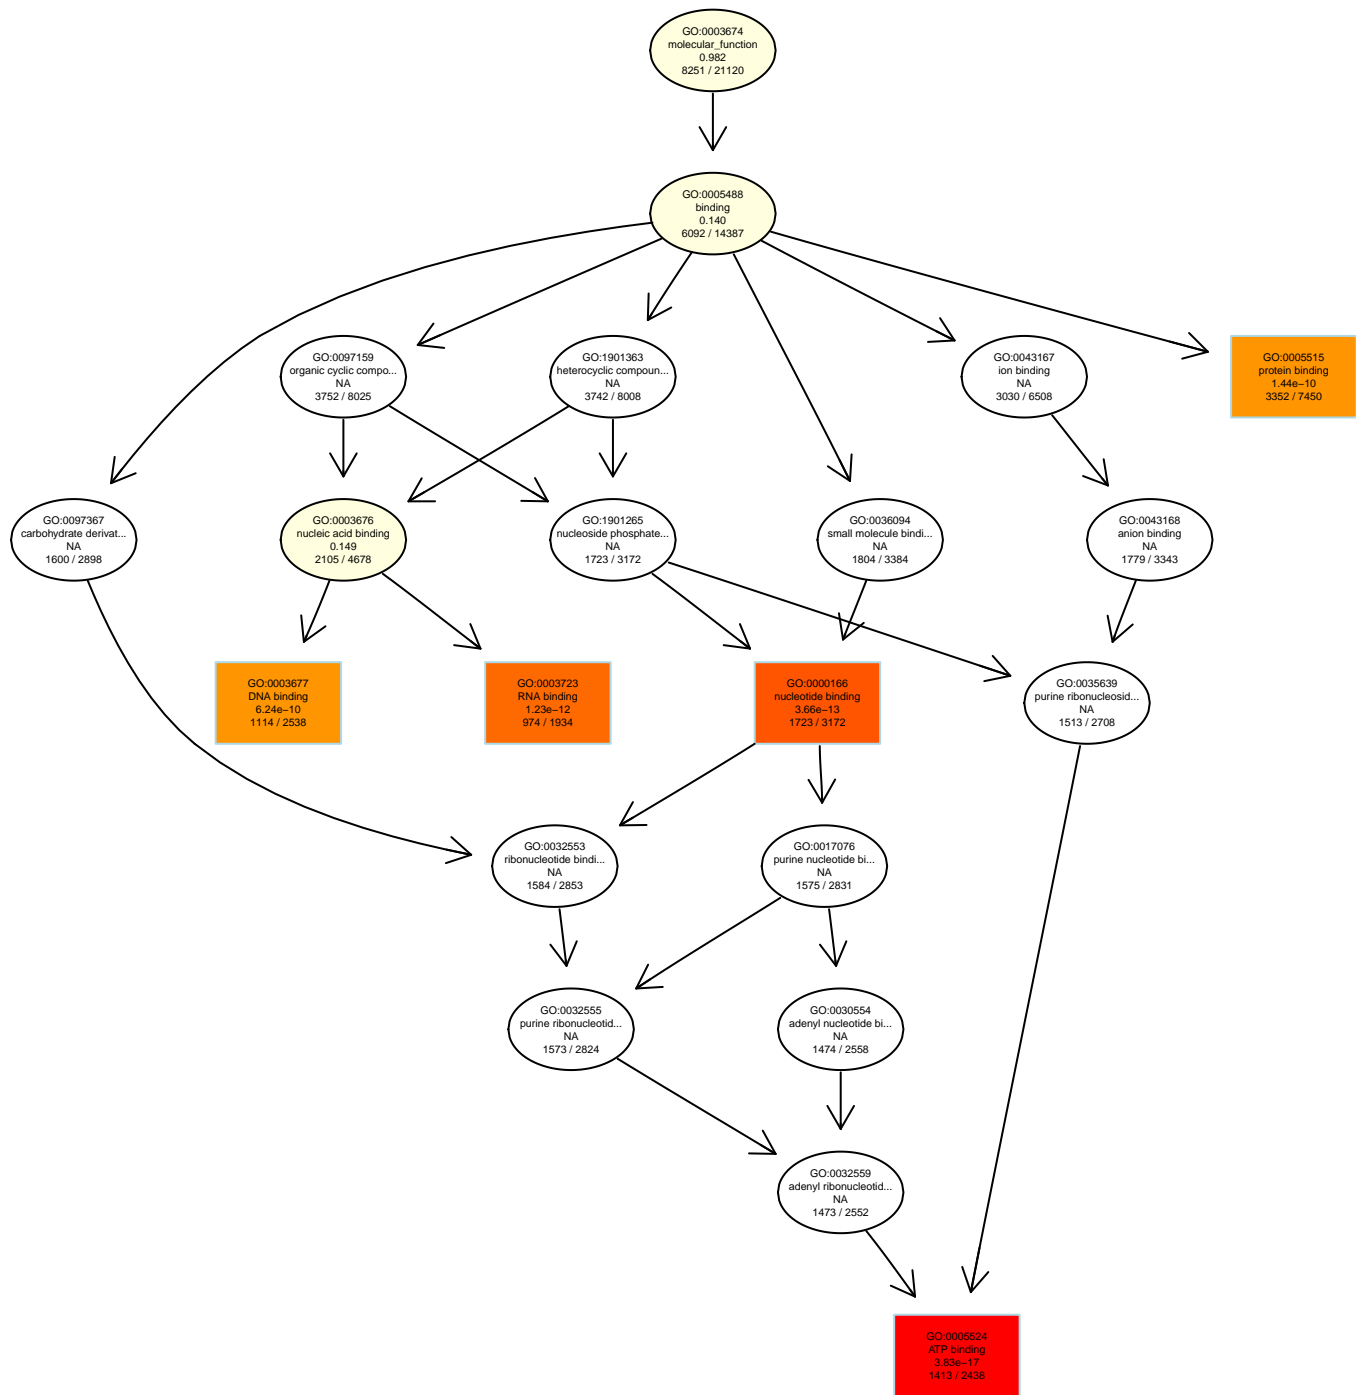 GO:0003674
molecular_function
0.982
8251 / 21120
GO:0005488
binding
0.140
6092 / 14387
GO:0097159
organic cyclic compo...
NA
3752 / 8025
GO:1901363
heterocyclic compoun...
NA
3742 / 8008
GO:0043167
ion binding
NA
3030 / 6508
GO:0005515
protein binding
1.44e−10
3352 / 7450
GO:0097367
carbohydrate derivat...
NA
1600 / 2898
GO:0003676
nucleic acid binding
0.149
2105 / 4678
GO:1901265
nucleoside phosphate...
NA
1723 / 3172
GO:0036094
small molecule bindi...
NA
1804 / 3384
GO:0043168
anion binding
NA
1779 / 3343
GO:0003677
DNA binding
6.24e−10
1114 / 2538
GO:0003723
RNA binding
1.23e−12
974 / 1934
GO:0000166
nucleotide binding
3.66e−13
1723 / 3172
GO:0035639
purine ribonucleosid...
NA
1513 / 2708
GO:0032553
ribonucleotide bindi...
NA
1584 / 2853
GO:0017076
purine nucleotide bi...
NA
1575 / 2831
GO:0032555
purine ribonucleotid...
NA
1573 / 2824
GO:0030554
adenyl nucleotide bi...
NA
1474 / 2558
GO:0032559
adenyl ribonucleotid...
NA
1473 / 2552
GO:0005524
ATP binding
3.83e−17
1413 / 2438